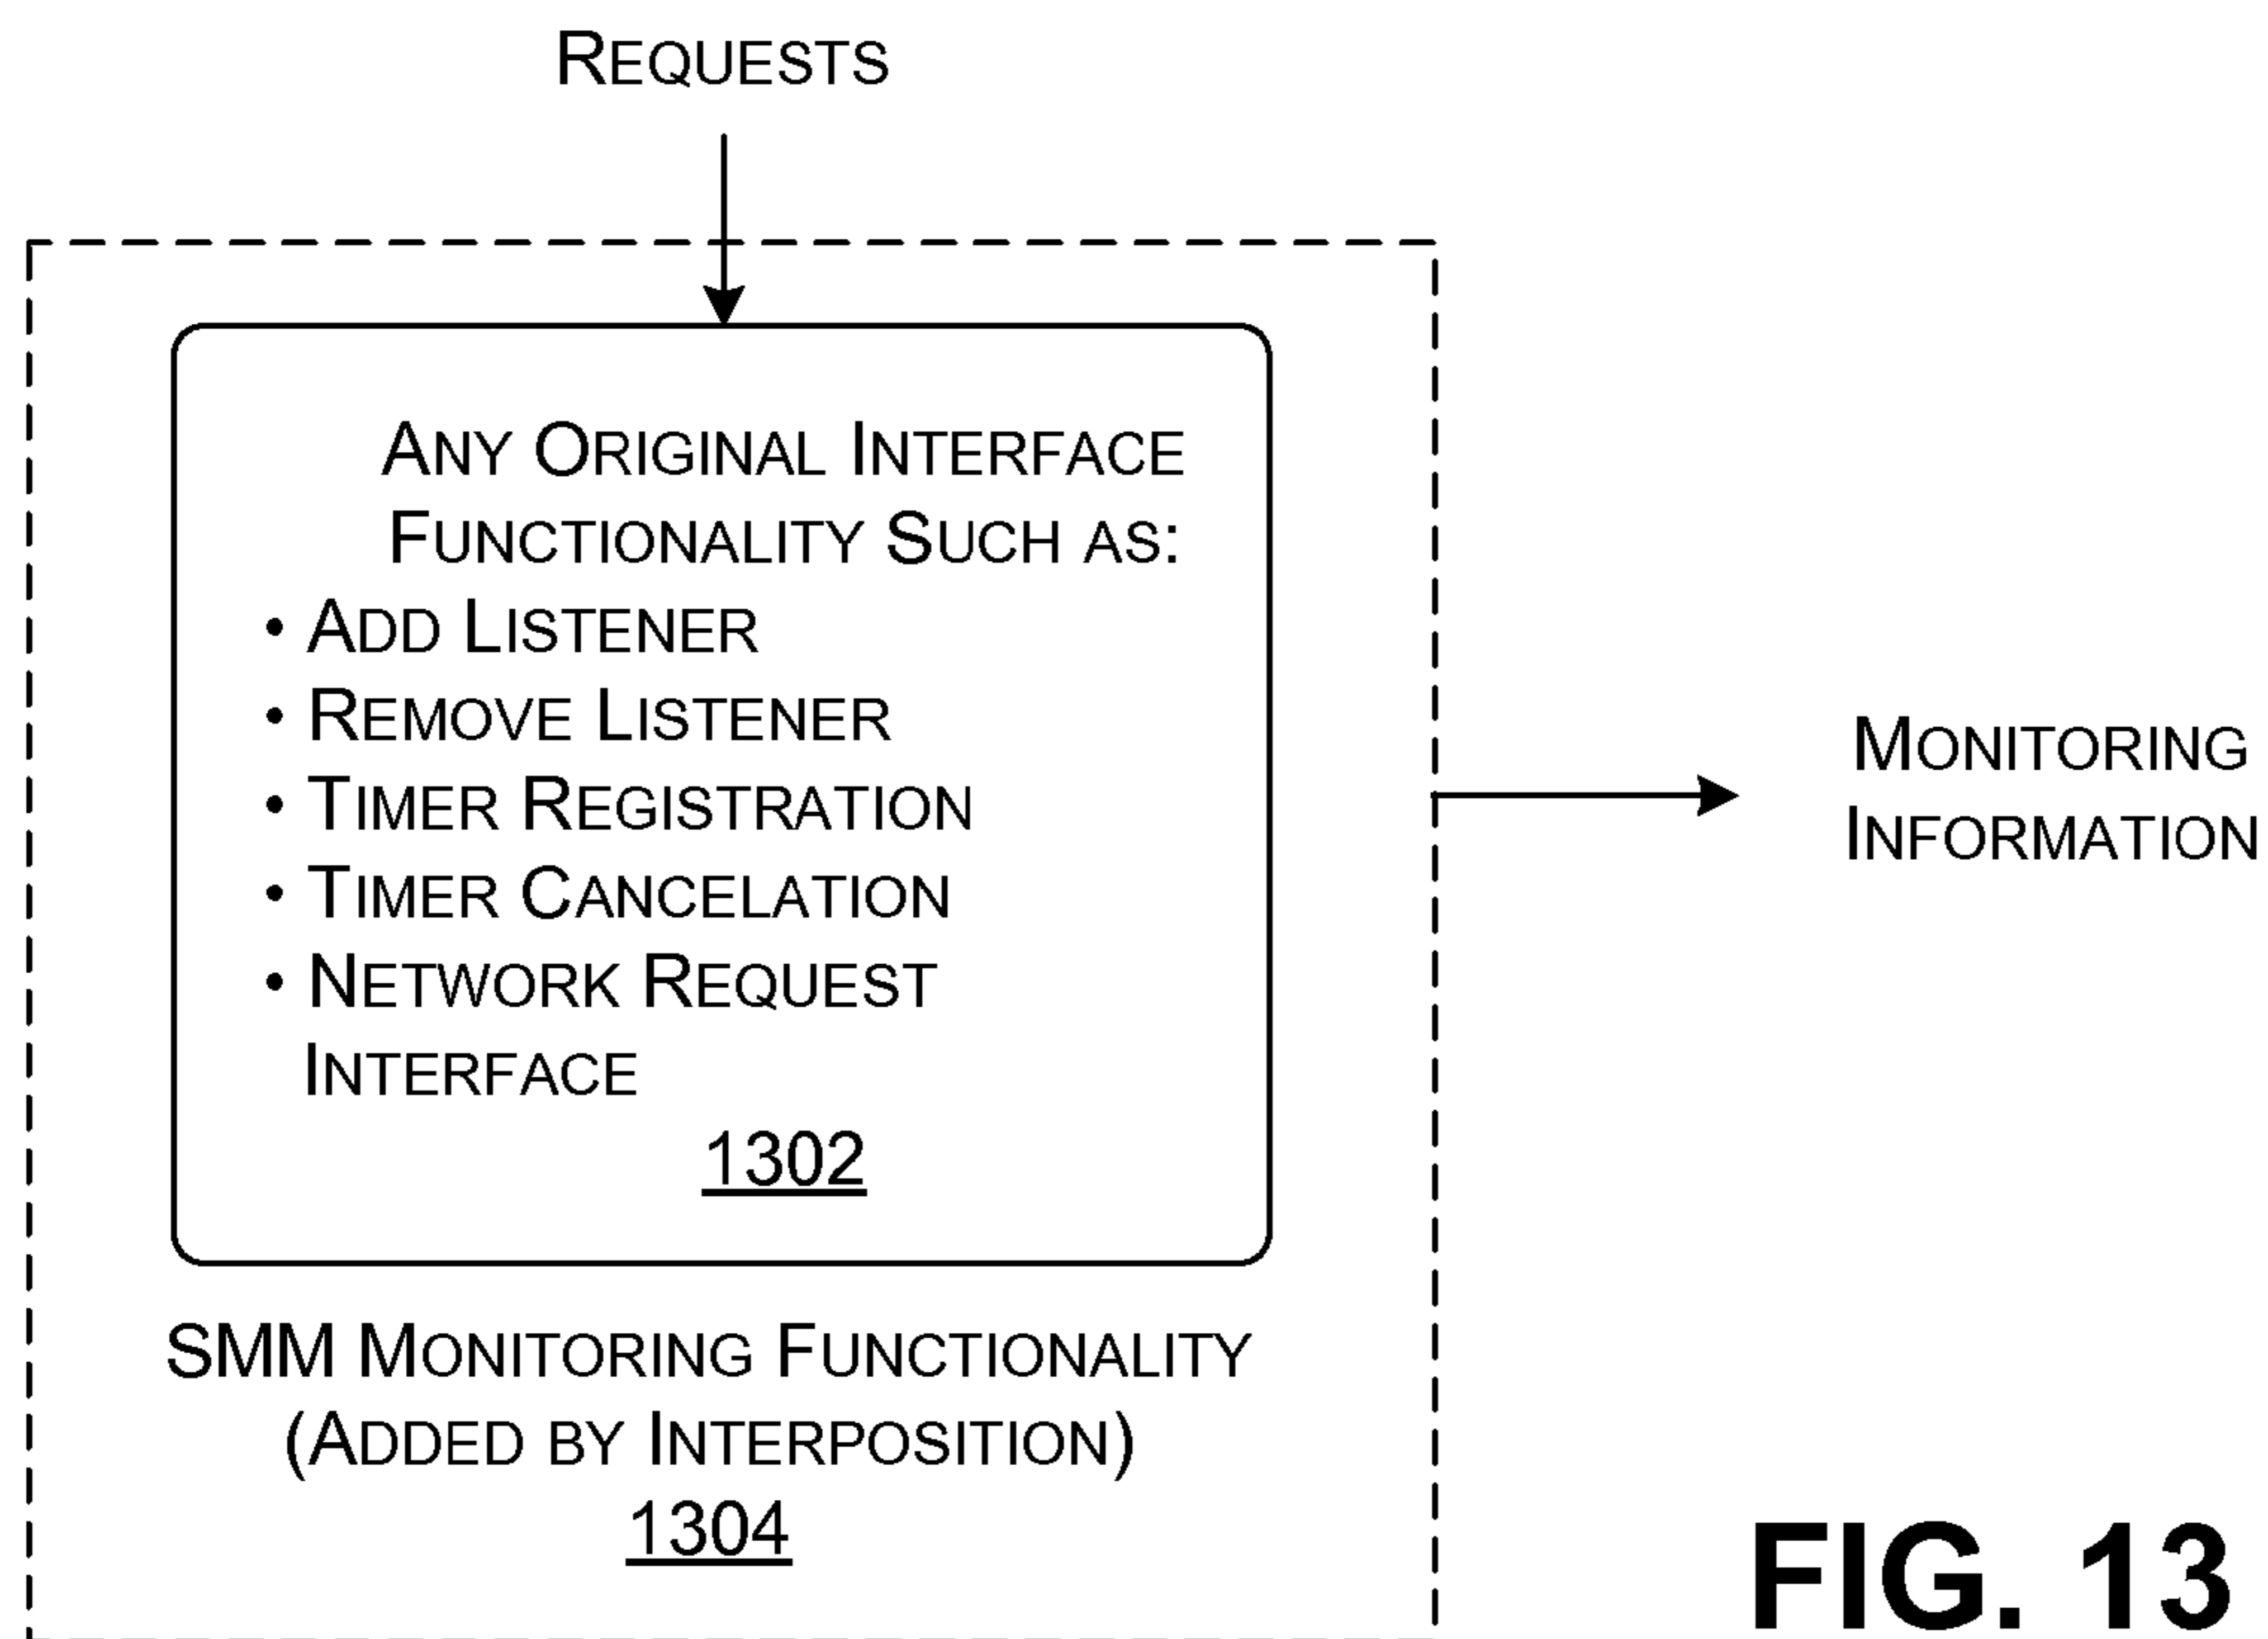 REQUESTS
ANY ORIGINAL INTERFACE
FUNCTIONALITY SUCH AS:
• ADD LISTENER
• REMOVE LISTENER
• TIMER REGISTRATION
• TIMER CANCELATION
• NETWORK REQUEST
INTERFACE
1302
SMM MONITORING FUNCTIONALITY
(ADDED BY INTERPOSITION)
1304
MONITORING
INFORMATION
FIG. 13